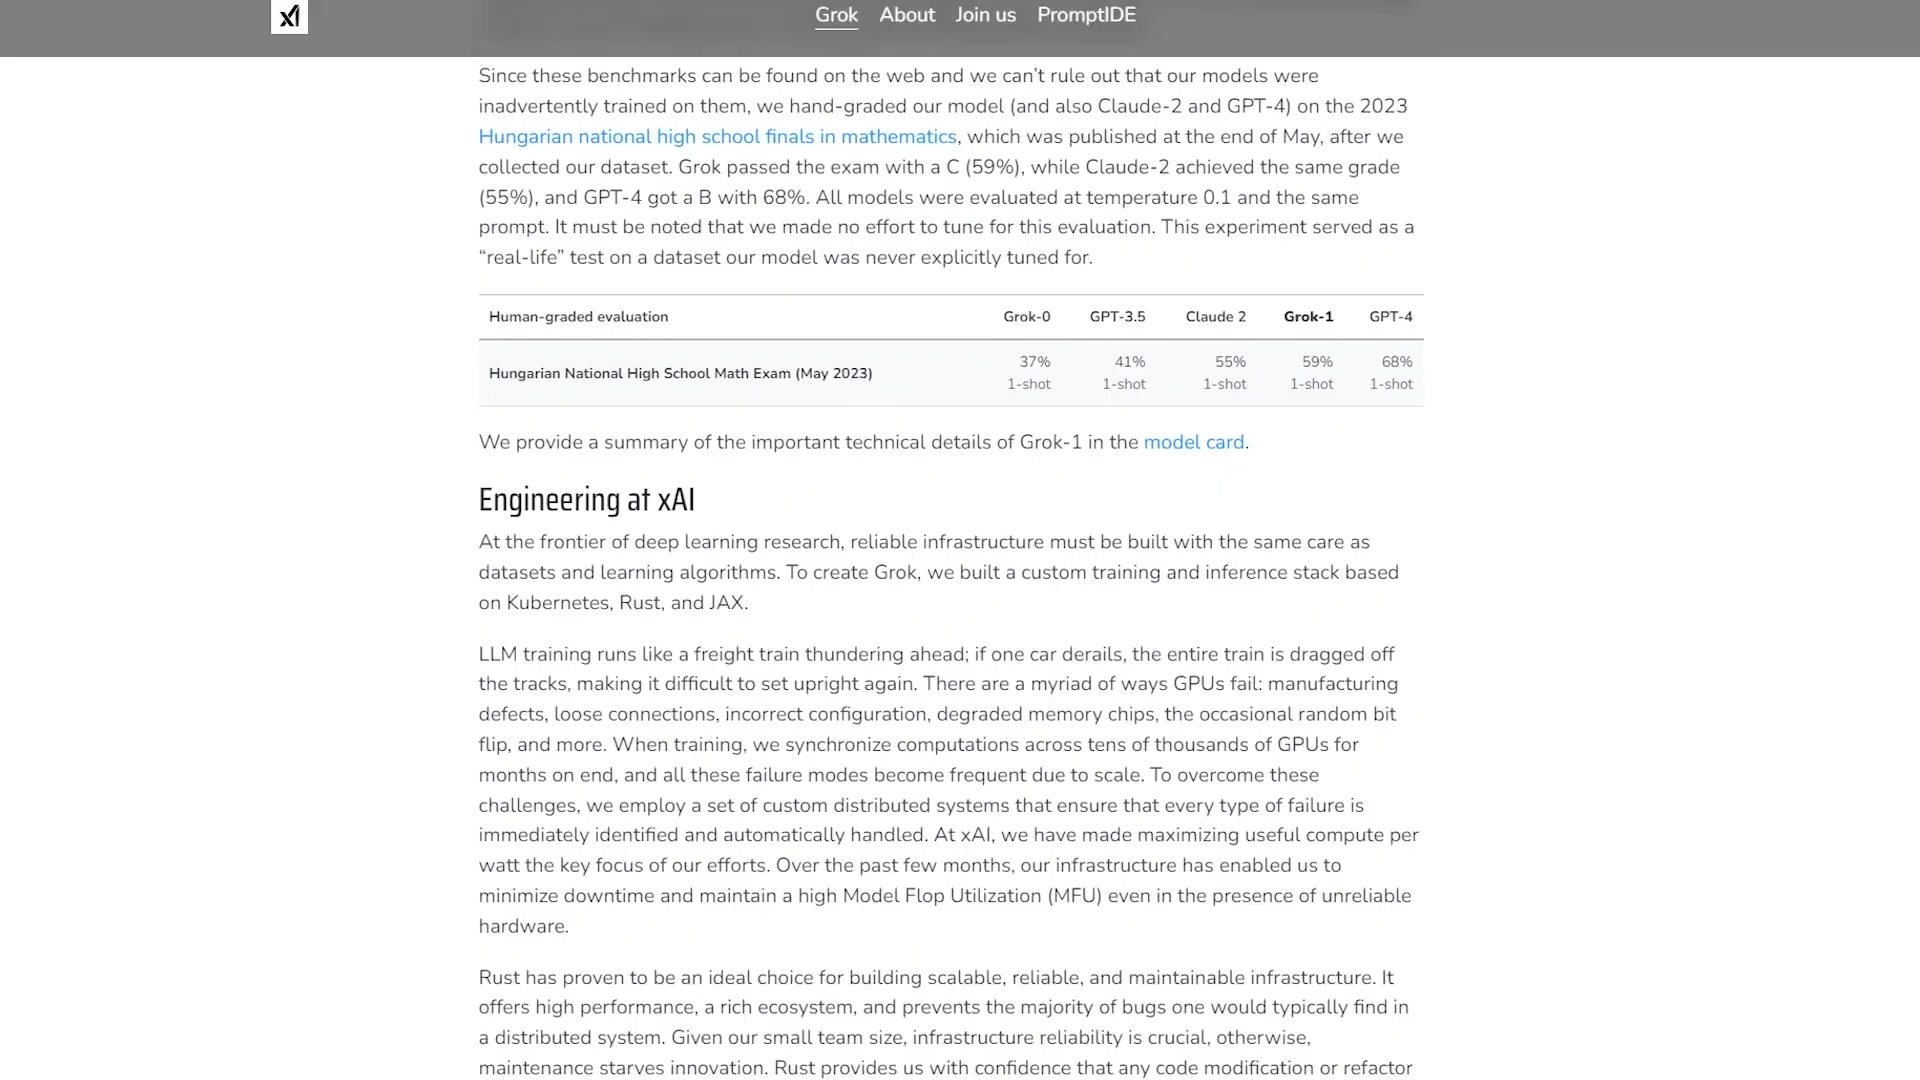 xI
Grok About Join us PromptIDE
Since these benchmarks can be found on the web and we can’t rule out that our models were
inadvertently trained on them, we hand-graded our model (and also Claude-2 and GPT-4) on the 2023
Hungarian national high school finals in mathematics, which was published at the end of May, after we
collected our dataset. Grok passed the exam with a C (59%), while Claude-2 achieved the same grade
(55%), and GPT-4 got a B with 68%. All models were evaluated at temperature 0.1 and the same
prompt. It must be noted that we made no effort to tune for this evaluation. This experiment served as a
“real-life” test on a dataset our model was never explicitly tuned for.
Human-graded evaluation Grok-0 GPT-3.5 Claude 2 Grok-1 GPT-4
Hungarian National High School Math Exam (May 2023) 37% 41% 55% 59% 68%
1-shot 1-shot 1-shot 1-shot 1-shot
We provide a summary of the important technical details of Grok-1 in the model card.
Engineering at xAI
At the frontier of deep learning research, reliable infrastructure must be built with the same care as
datasets and learning algorithms. To create Grok, we built a custom training and inference stack based
on Kubernetes, Rust, and JAX.
LLM training runs like a freight train thundering ahead; if one car derails, the entire train is dragged off
the tracks, making it difficult to set upright again. There are a myriad of ways GPUs fail: manufacturing
defects, loose connections, incorrect configuration, degraded memory chips, the occasional random bit
flip, and more. When training, we synchronize computations across tens of thousands of GPUs for
months on end, and all these failure modes become frequent due to scale. To overcome these
challenges, we employ a set of custom distributed systems that ensure that every type of failure is
immediately identified and automatically handled. At xAI, we have made maximizing useful compute per
watt the key focus of our efforts. Over the past few months, our infrastructure has enabled us to
minimize downtime and maintain a high Model Flop Utilization (MFU) even in the presence of unreliable
hardware.
Rust has proven to be an ideal choice for building scalable, reliable, and maintainable infrastructure. It
offers high performance, a rich ecosystem, and prevents the majority of bugs one would typically find in
a distributed system. Given our small team size, infrastructure reliability is crucial, otherwise,
maintenance starves innovation. Rust provides us with confidence that any code modification or refactor